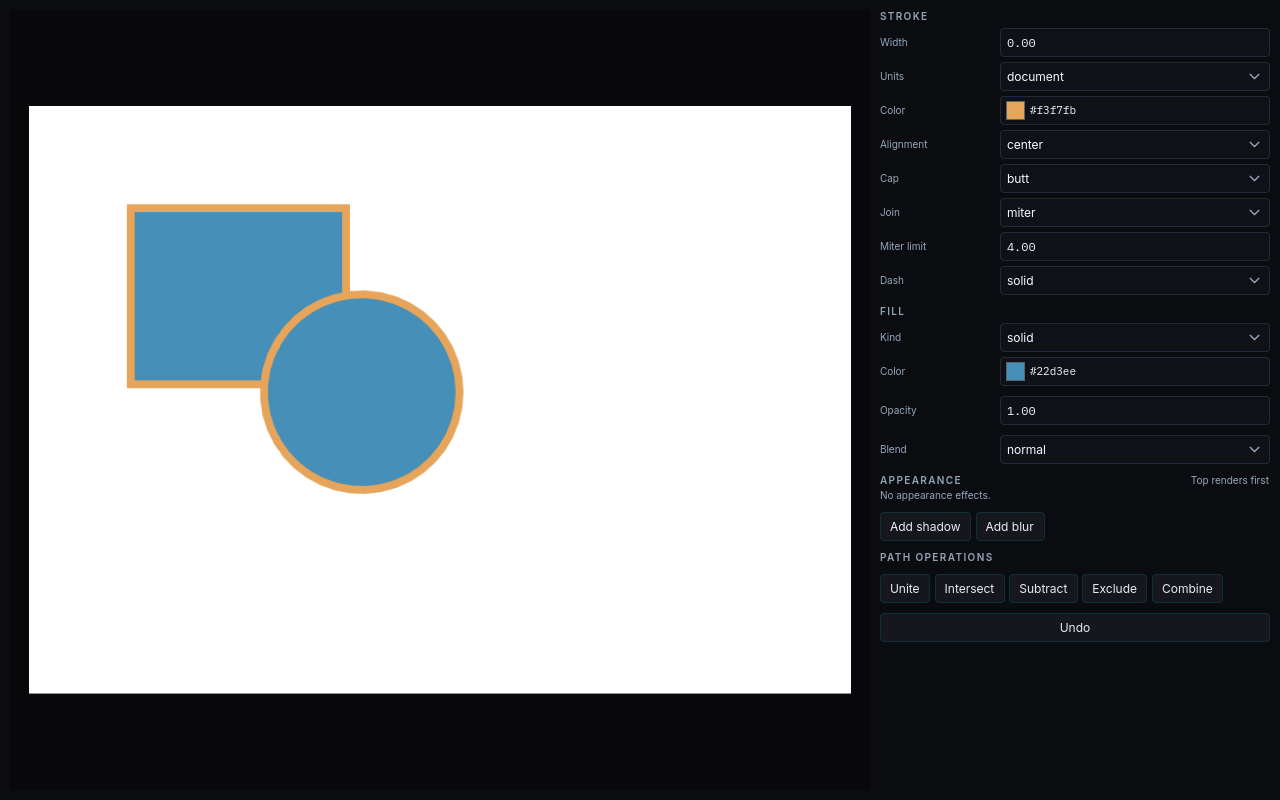 STROKE
Width 0.00
Units document
Color #f3f7fb
Alignment center
Cap butt
Join miter
Miter limit 4.00
Dash solid
FILL
Kind solid
Color #22d3ee
Opacity 1.00
Blend normal
APPEARANCE Top renders first
No appearance effects.
Add shadow Add blur
PATH OPERATIONS
Unite Intersect Subtract Exclude Combine
Undo